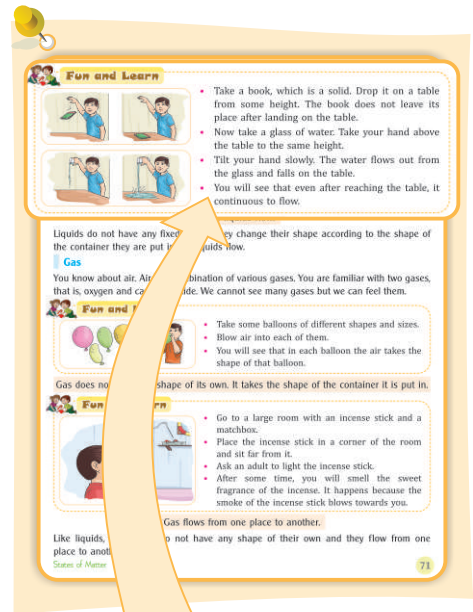 Fun and Learn
• Take a book, which is a solid. Drop it on a table
from some height. The book does not leave its
place after landing on the table.
• Now take a glass of water. Take your hand above
the table to the same height.
• Tilt your hand slowly. The water flows out from
the glass and falls on the table.
• You will see that even after reaching the table, it
continuous to flow.
Liquids do not have any fixed ey change their shape according to the shape of
the container they are put i quids flow.
Gas
You know about air. Air bination of various gases. You are familiar with two gases,
that is, oxygen and ca ide. We cannot see many gases but we can feel them.
Fun and
• Take some balloons of different shapes and sizes.
• Blow air into each of them.
• You will see that in each balloon the air takes the
shape of that balloon.
Gas does no shape of its own. It takes the shape of the container it is put in.
Fun rn
• Go to a large room with an incense stick and a
matchbox.
• Place the incense stick in a corner of the room
and sit far from it.
• Ask an adult to light the incense stick.
• After some time, you will smell the sweet
fragrance of the incense. It happens because the
smoke of the incense stick blows towards you.
Gas flows from one place to another.
Like liquids, o not have any shape of their own and they flow from one
place to anot
States of Matter
71